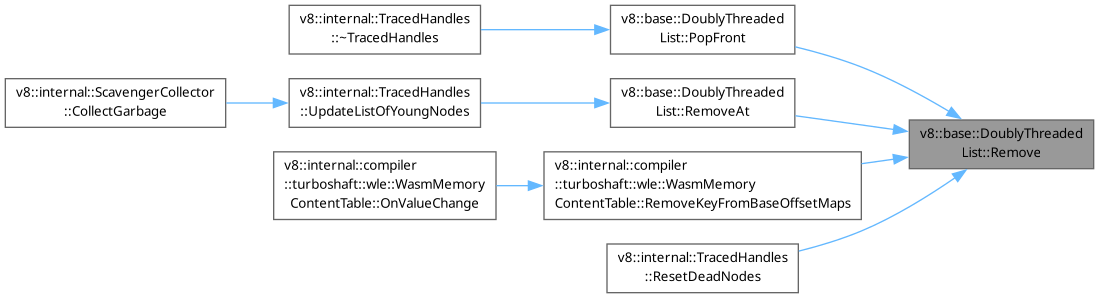 v8::internal::TracedHandles
::~TracedHandles
v8::base::DoublyThreaded
List::PopFront
v8::internal::ScavengerCollector
::CollectGarbage
v8::internal::TracedHandles
::UpdateListOfYoungNodes
v8::base::DoublyThreaded
List::RemoveAt
v8::base::DoublyThreaded
List::Remove
v8::internal::compiler
::turboshaft::wle::WasmMemory
ContentTable::OnValueChange
v8::internal::compiler
::turboshaft::wle::WasmMemory
ContentTable::RemoveKeyFromBaseOffsetMaps
v8::internal::TracedHandles
::ResetDeadNodes